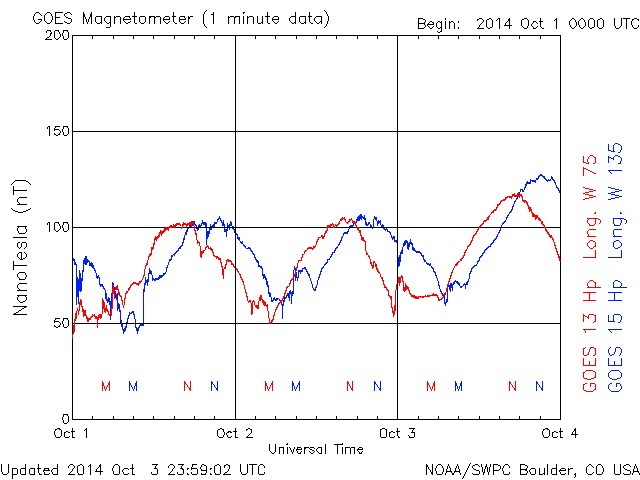 GOES Magnetometer (1 minute data)
Begin: 2014 Oct 1 0000 UTC
200
150
100
50
0
NanoTesla (nT)
M M N N M M N N M M N N
Oct 1 Oct 2 Oct 3 Oct 4
Universal Time
GOES 13 Hp Long. W 75
GOES 15 Hp Long. W 135
Updated 2014 Oct 3 23:59:02 UTC
NOAA/SWPC Boulder, CO USA